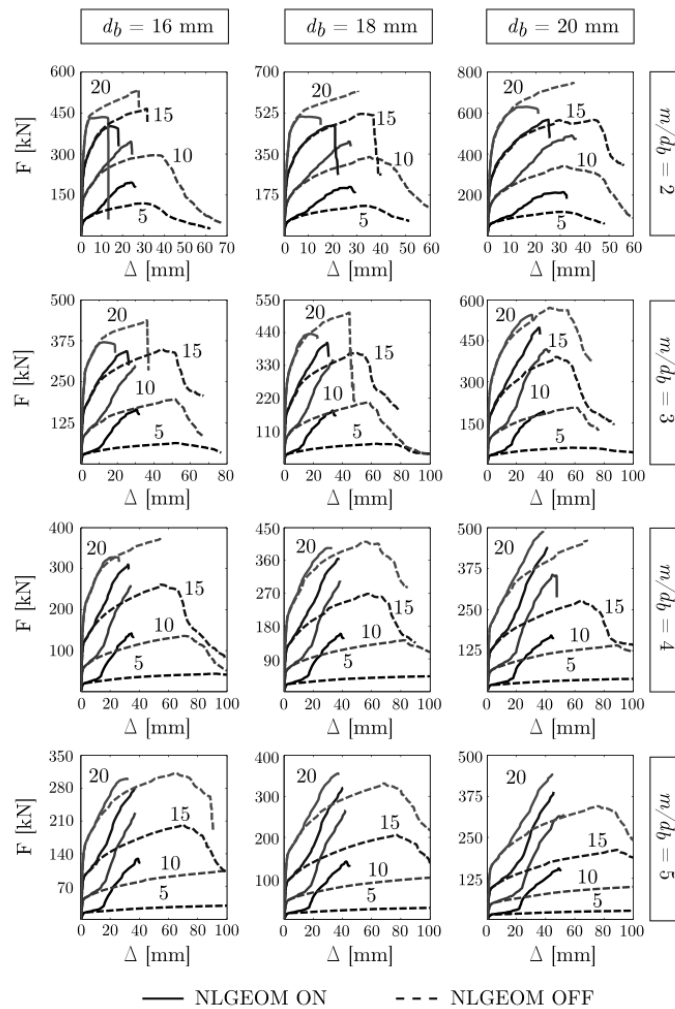 d_b = 16 mm
d_b = 18 mm
d_b = 20 mm
F [kN]
600
450
300
150
20
15
10
5
0 10 20 30 40 50 60 70
Δ [mm]
700
525
350
175
20
15
10
5
0 10 20 30 40 50 60
Δ [mm]
800
600
400
200
20
15
10
5
0 10 20 30 40 50 60
Δ [mm]
m/d_b = 2
F [kN]
500
375
250
125
20
15
10
5
0 20 40 60 80
Δ [mm]
550
440
330
220
110
20
15
10
5
0 20 40 60 80 100
Δ [mm]
600
450
300
150
20
15
10
5
0 20 40 60 80 100
Δ [mm]
m/d_b = 3
F [kN]
400
300
200
100
20
15
10
5
0 20 40 60 80 100
Δ [mm]
450
360
270
180
90
20
15
10
5
0 20 40 60 80 100
Δ [mm]
500
375
250
125
20
15
10
5
0 20 40 60 80 100
Δ [mm]
m/d_b = 4
F [kN]
350
280
210
140
70
20
15
10
5
0 20 40 60 80 100
Δ [mm]
400
300
200
100
20
15
10
5
0 20 40 60 80 100
Δ [mm]
500
375
250
125
20
15
10
5
0 20 40 60 80 100
Δ [mm]
m/d_b = 5
NLGEOM ON
NLGEOM OFF